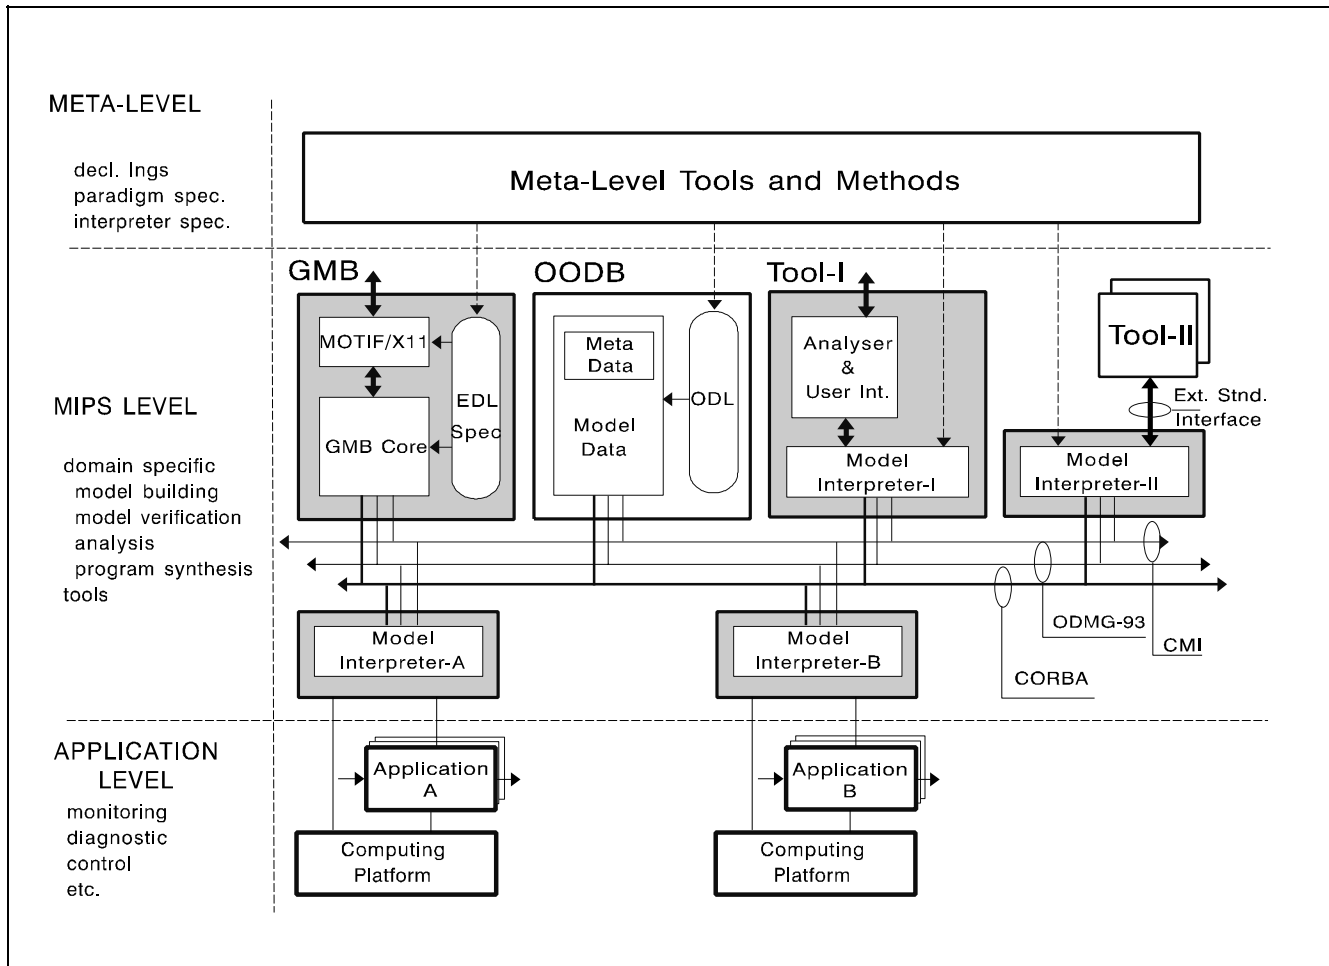 META-LEVEL
decl. lngs
paradigm spec.
interpreter spec.
Meta-Level Tools and Methods
GMB
OODB
Tool-I
MOTIF/X11
GMB Core
EDL
Spec
Meta
Data
Model
Data
ODL
Analyser
&
User Int.
Model
Interpreter-I
Tool-II
Ext. Stnd.
Interface
Model
Interpreter-II
MIPS LEVEL
domain specific
model building
model verification
analysis
program synthesis
tools
Model
Interpreter-A
Model
Interpreter-B
ODMG-93
CMI
CORBA
APPLICATION
LEVEL
monitoring
diagnostic
control
etc.
Application
A
Computing
Platform
Application
B
Computing
Platform